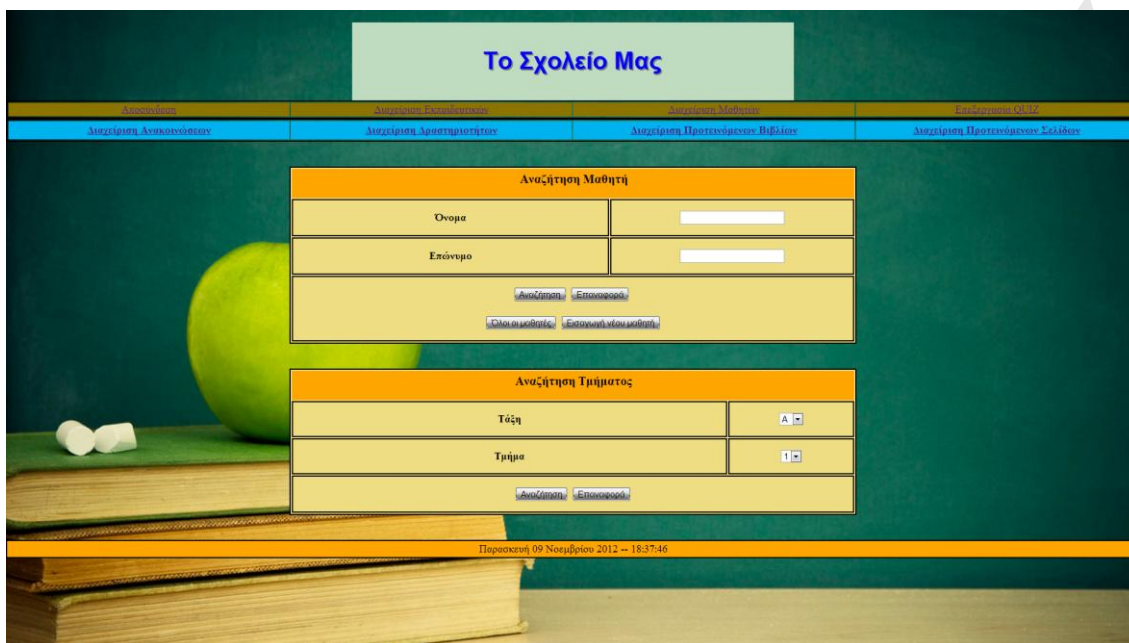 Το Σχολείο Μας
Αποσύνδεση Διαχείριση Εκπαιδευτικών Διαχείριση Μαθητών Επεξεργασία QUIZ
Διαχείριση Ανακοινώσεων Διαχείριση Δραστηριοτήτων Διαχείριση Προτεινόμενων Βιβλίων Διαχείριση Προτεινόμενων Σελίδων
Αναζήτηση Μαθητή
Όνομα
Επώνυμο
Αναζήτηση Επαναφορά
Όλοι οι μαθητές Εισαγωγή νέου μαθητή
Αναζήτηση Τμήματος
Τάξη Α
Τμήμα 1
Αναζήτηση Επαναφορά
Παρασκευή 09 Νοεμβρίου 2012 -- 18:37:46